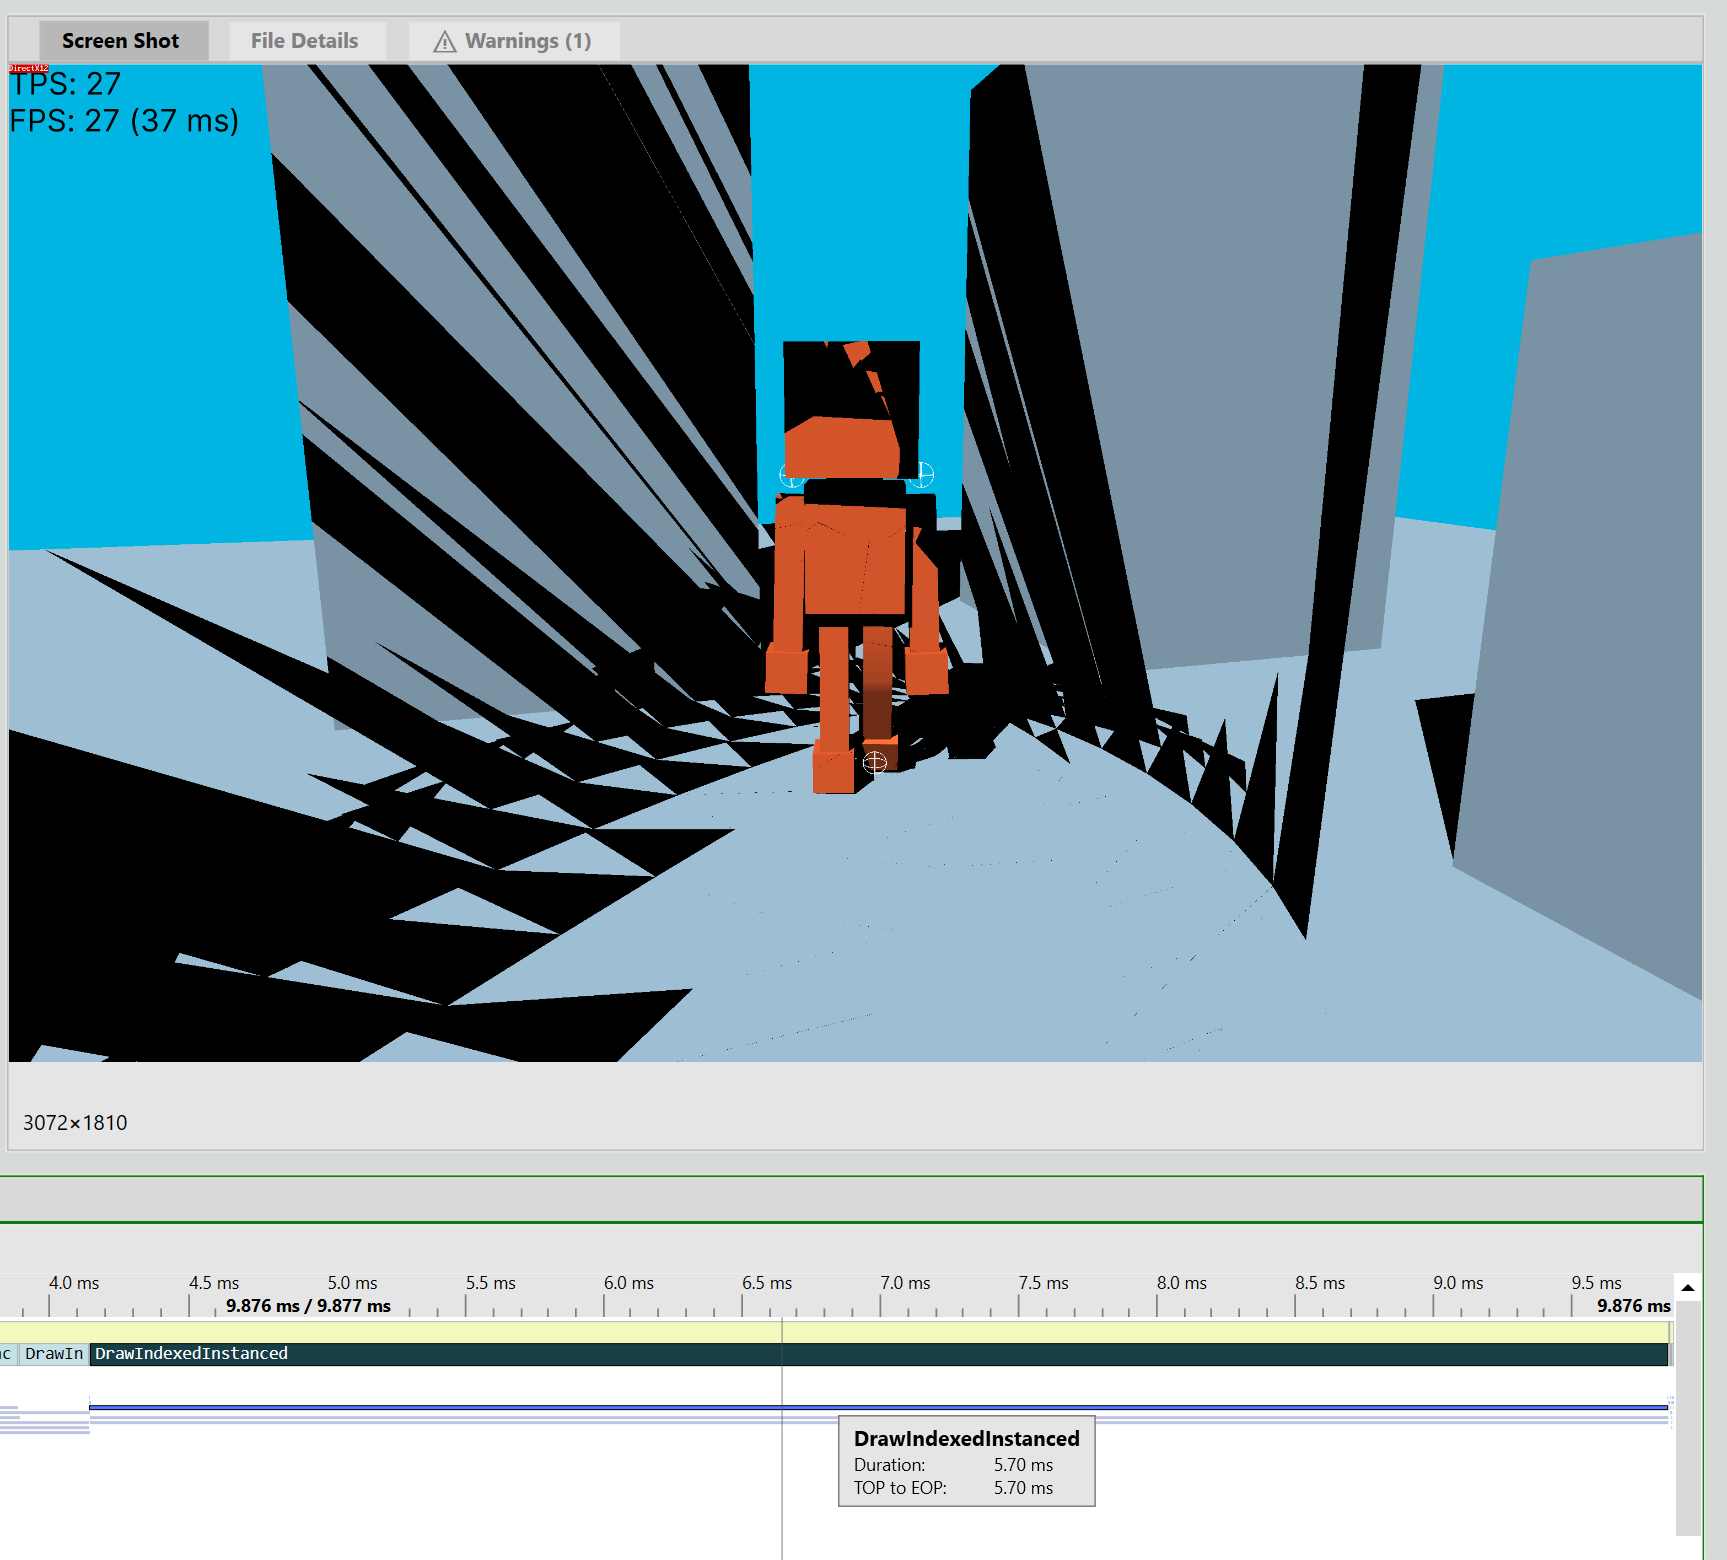 Screen Shot
File Details
Warnings (1)
DirectX12
TPS: 27
FPS: 27 (37 ms)
3072×1810
4.0 ms
4.5 ms
5.0 ms
5.5 ms
6.0 ms
6.5 ms
7.0 ms
7.5 ms
8.0 ms
8.5 ms
9.0 ms
9.5 ms
9.876 ms / 9.877 ms
9.876 ms
DrawIn
DrawIndexedInstanced
DrawIndexedInstanced
Duration: 5.70 ms
TOP to EOP: 5.70 ms